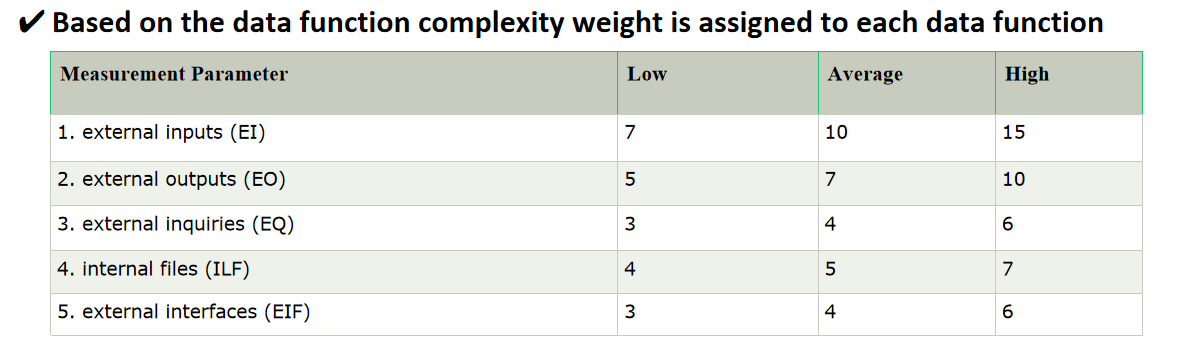 ✔ Based on the data function complexity weight is assigned to each data function
Measurement Parameter Low Average High
1. external inputs (EI) 7 10 15
2. external outputs (EO) 5 7 10
3. external inquiries (EQ) 3 4 6
4. internal files (ILF) 4 5 7
5. external interfaces (EIF) 3 4 6